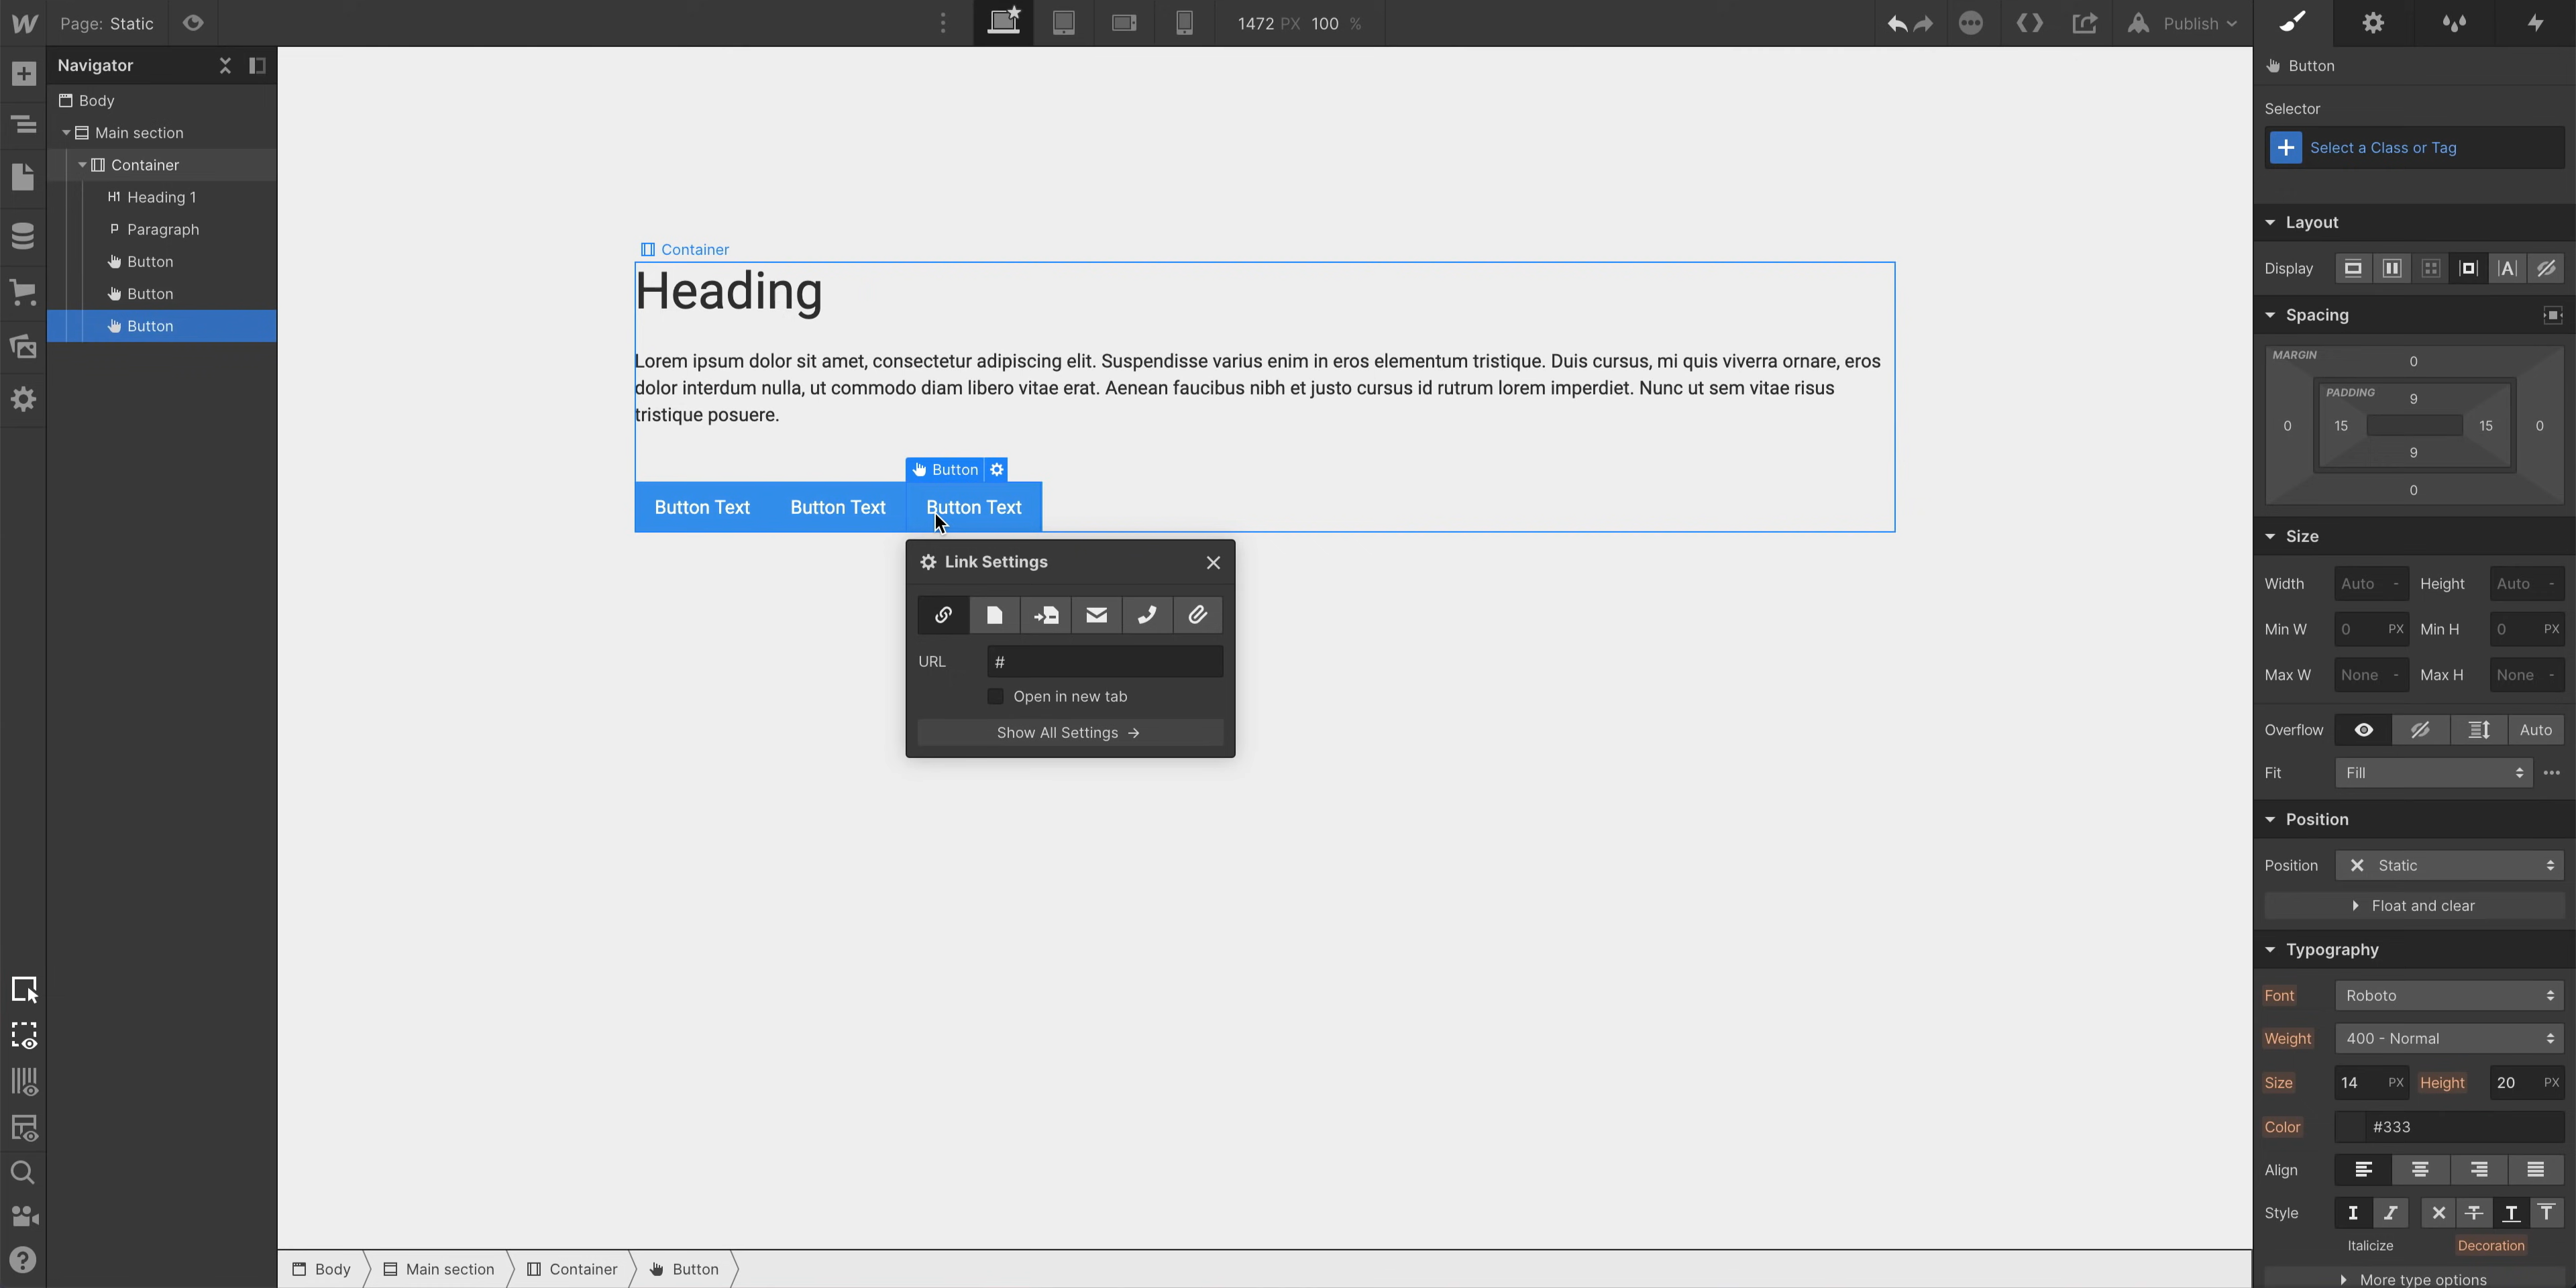 Page: Static
1472 PX 100 %
Publish
Navigator
Body
Main section
Container
H1 Heading 1
P Paragraph
Button
Button
Button
Container
Heading
Lorem ipsum dolor sit amet, consectetur adipiscing elit. Suspendisse varius enim in eros elementum tristique. Duis cursus, mi quis viverra ornare, eros
dolor interdum nulla, ut commodo diam libero vitae erat. Aenean faucibus nibh et justo cursus id rutrum lorem imperdiet. Nunc ut sem vitae risus
tristique posuere.
Button
Button Text Button Text Button Text
Link Settings
URL #
Open in new tab
Show All Settings →
Body Main section Container Button
Button
Selector
+ Select a Class or Tag
Layout
Display
Spacing
MARGIN 0
PADDING 9
0 15 15 0
9
0
Size
Width Auto - Height Auto -
Min W 0 PX Min H 0 PX
Max W None - Max H None -
Overflow Auto
Fit Fill
Position
Position Static
Float and clear
Typography
Font Roboto
Weight 400 - Normal
Size 14 PX Height 20 PX
Color #333
Align
Style
Italicize Decoration
More type options